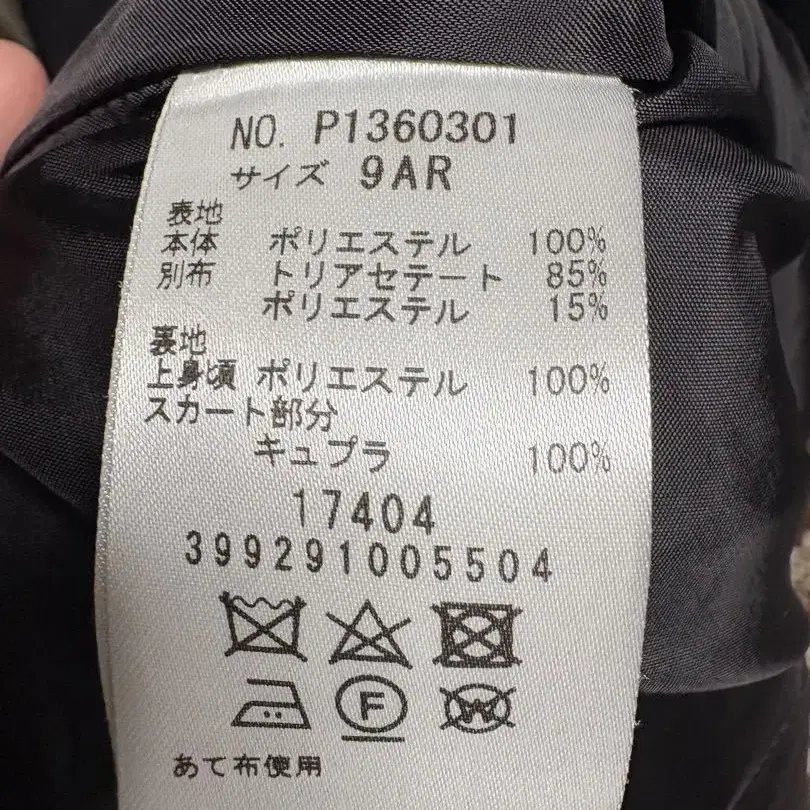 NO. P1360301
サイズ 9AR
表地
本体 ポリエステル 100%
別布 トリアセテート 85%
ポリエステル 15%
裏地
上身頃 ポリエステル 100%
スカート部分
キュプラ 100%
17404
399291005504
F W
あて布使用